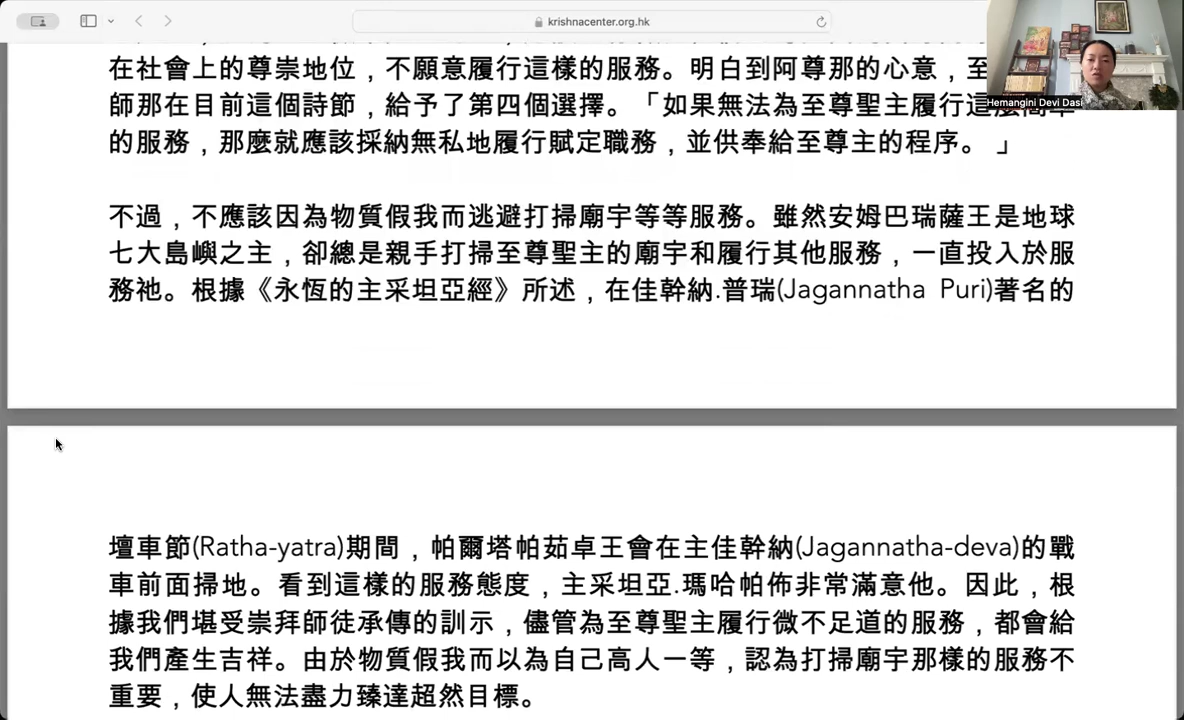 krishnacenter.org.hk
Hemangini Devi Dasi
在社會上的尊崇地位，不願意履行這樣的服務。明白到阿尊那的心意，至
師那在目前這個詩節，給予了第四個選擇。「如果無法為至尊聖主履行這麼簡單
的服務，那麼就應該採納無私地履行賦定職務，並供奉給至尊主的程序。 」
不過，不應該因為物質假我而逃避打掃廟宇等等服務。雖然安姆巴瑞薩王是地球
七大島嶼之主，卻總是親手打掃至尊聖主的廟宇和履行其他服務，一直投入於服
務祂。根據《永恆的主采坦亞經》所述，在佳幹納.普瑞(Jagannatha Puri)著名的
壇車節(Ratha-yatra)期間，帕爾塔帕茹卓王會在主佳幹納(Jagannatha-deva)的戰
車前面掃地。看到這樣的服務態度，主采坦亞.瑪哈帕佈非常滿意他。因此，根
據我們堪受崇拜師徒承傳的訓示，儘管為至尊聖主履行微不足道的服務，都會給
我們產生吉祥。由於物質假我而以為自己高人一等，認為打掃廟宇那樣的服務不
重要，使人無法盡力臻達超然目標。